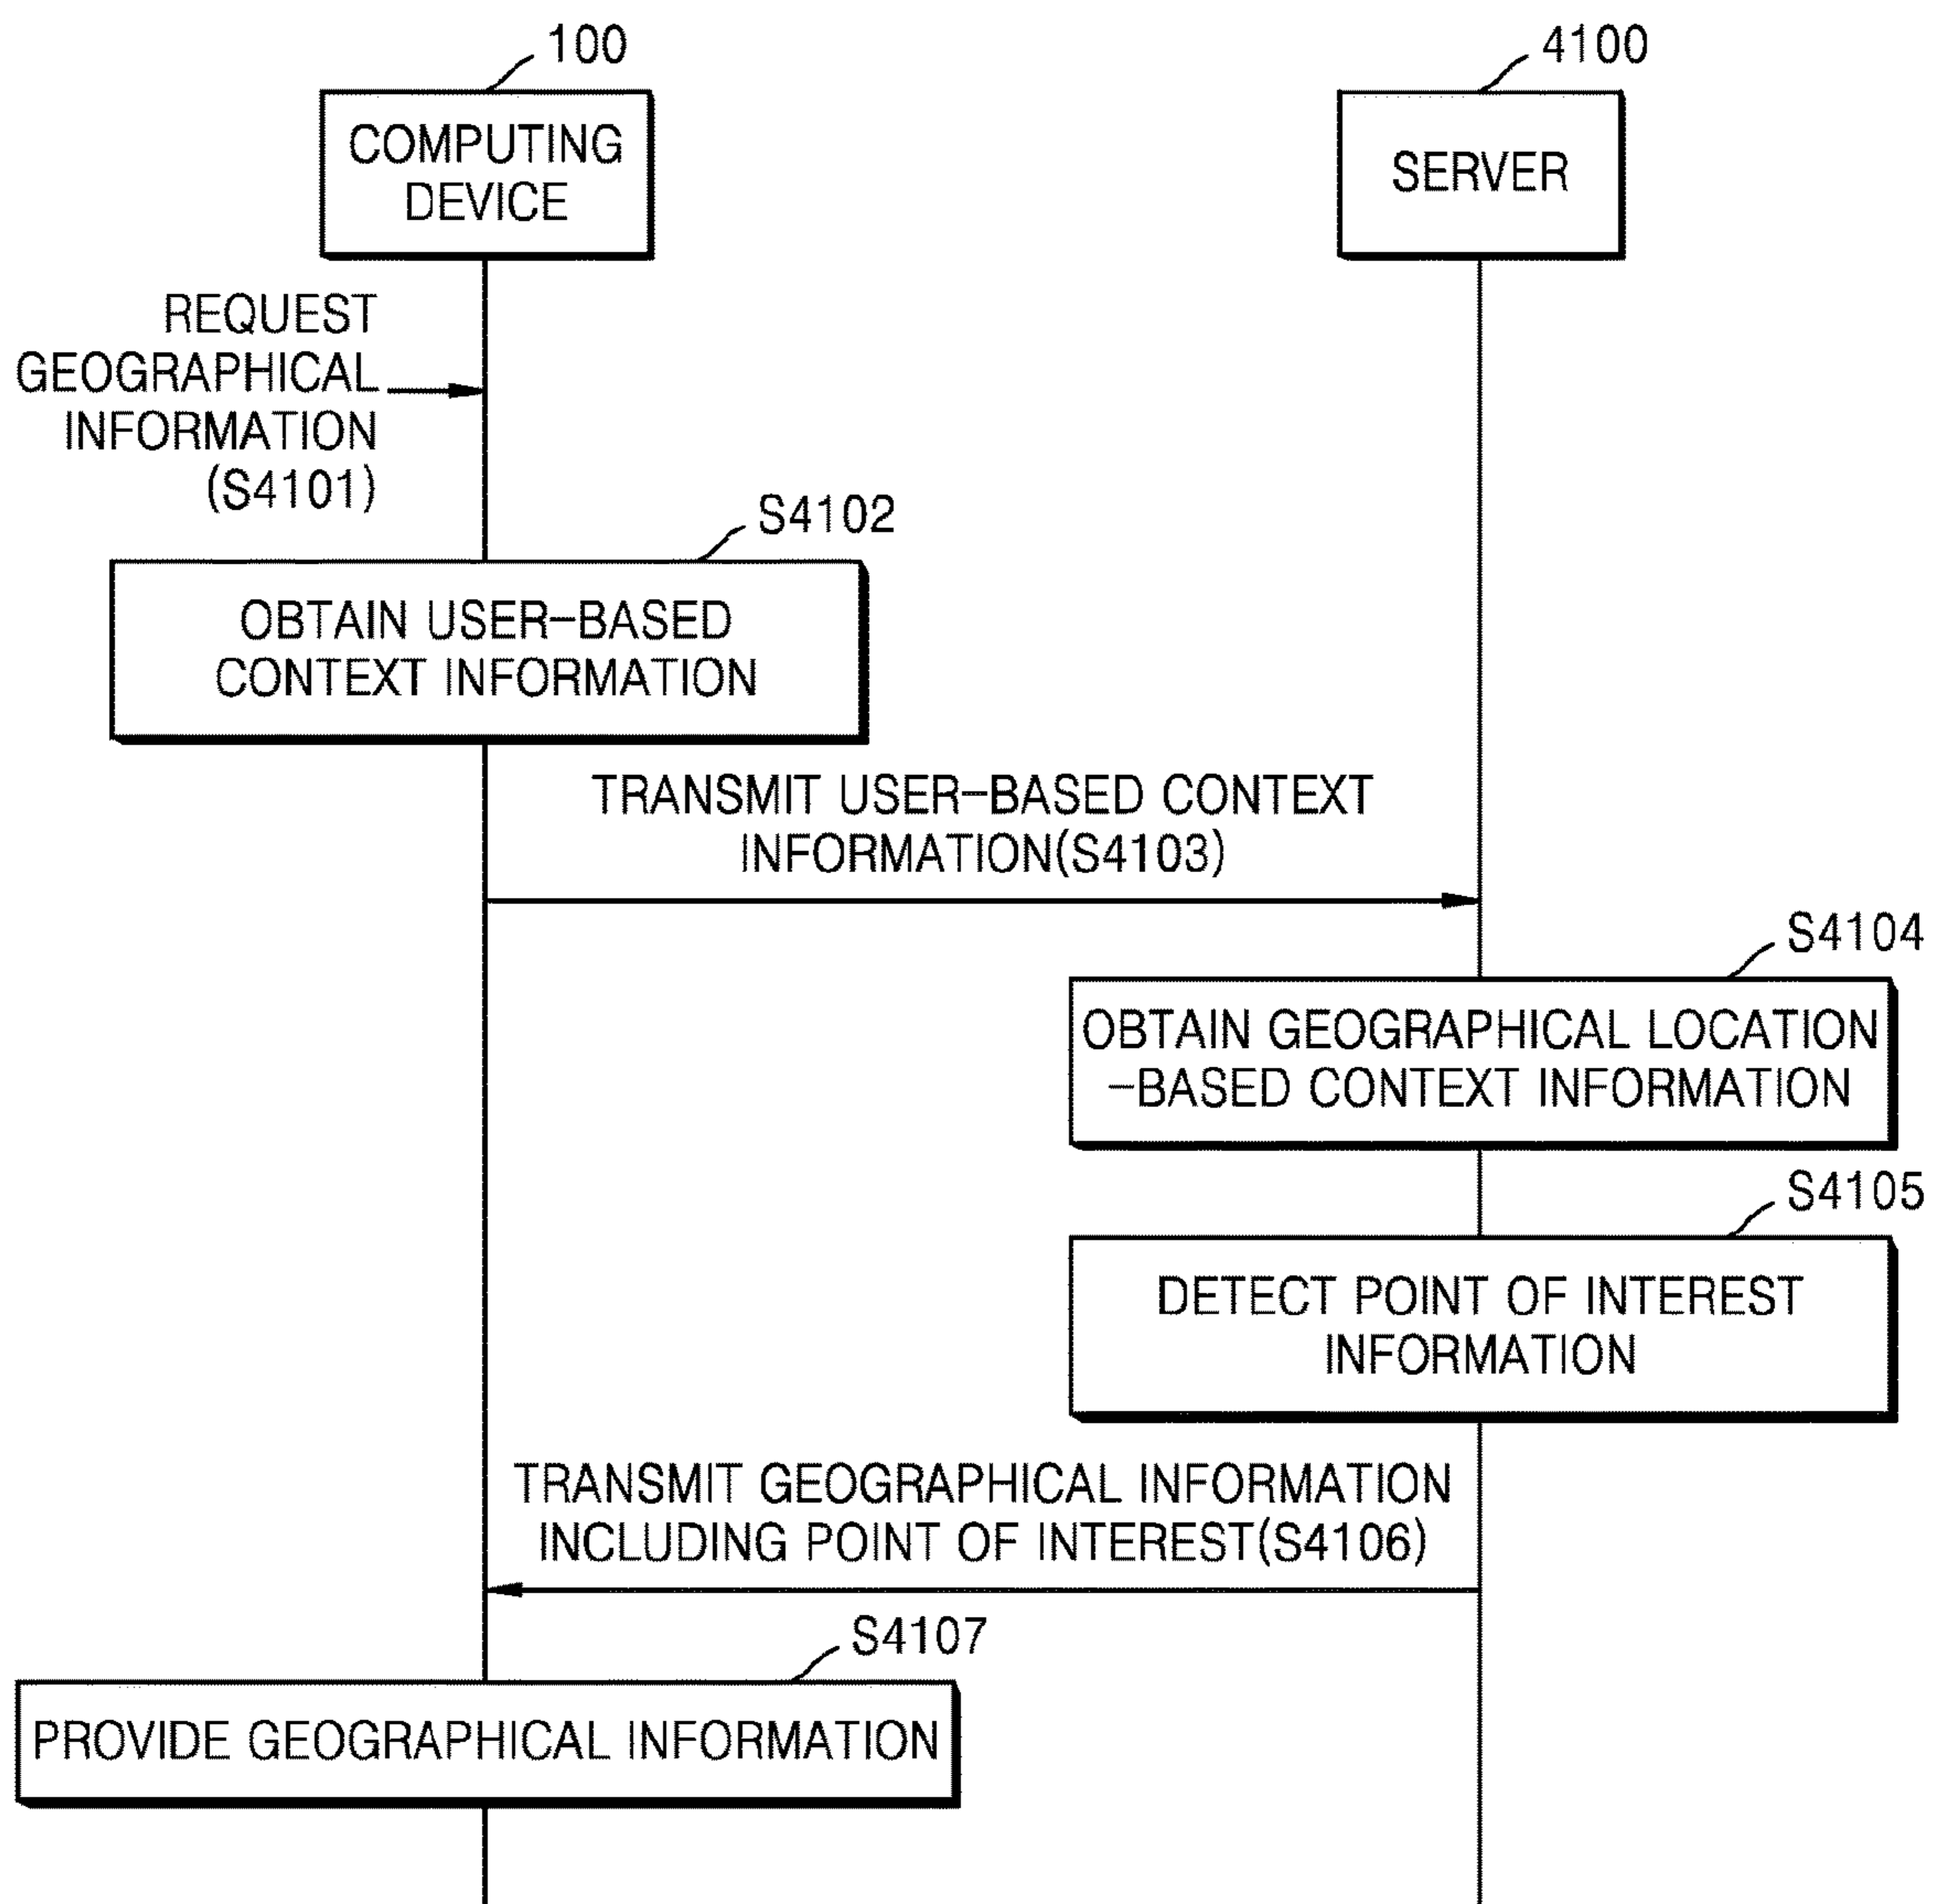 100
4100
COMPUTING
DEVICE
SERVER
REQUEST
GEOGRAPHICAL
INFORMATION
(S4101)
S4102
OBTAIN USER-BASED
CONTEXT INFORMATION
TRANSMIT USER-BASED CONTEXT
INFORMATION(S4103)
S4104
OBTAIN GEOGRAPHICAL LOCATION
-BASED CONTEXT INFORMATION
S4105
DETECT POINT OF INTEREST
INFORMATION
TRANSMIT GEOGRAPHICAL INFORMATION
INCLUDING POINT OF INTEREST(S4106)
S4107
PROVIDE GEOGRAPHICAL INFORMATION